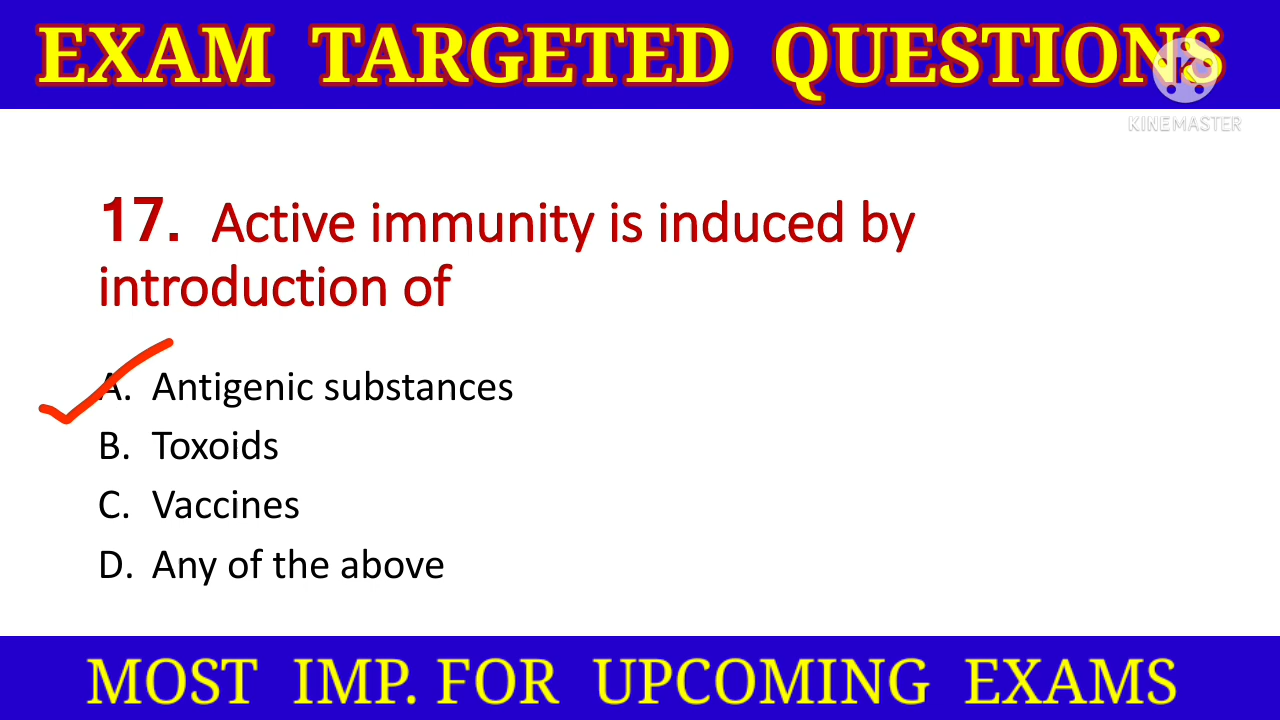 EXAM TARGETED QUESTIONS
K
KINEMASTER
17. Active immunity is induced by
introduction of
A. Antigenic substances
B. Toxoids
C. Vaccines
D. Any of the above
MOST IMP. FOR UPCOMING EXAMS